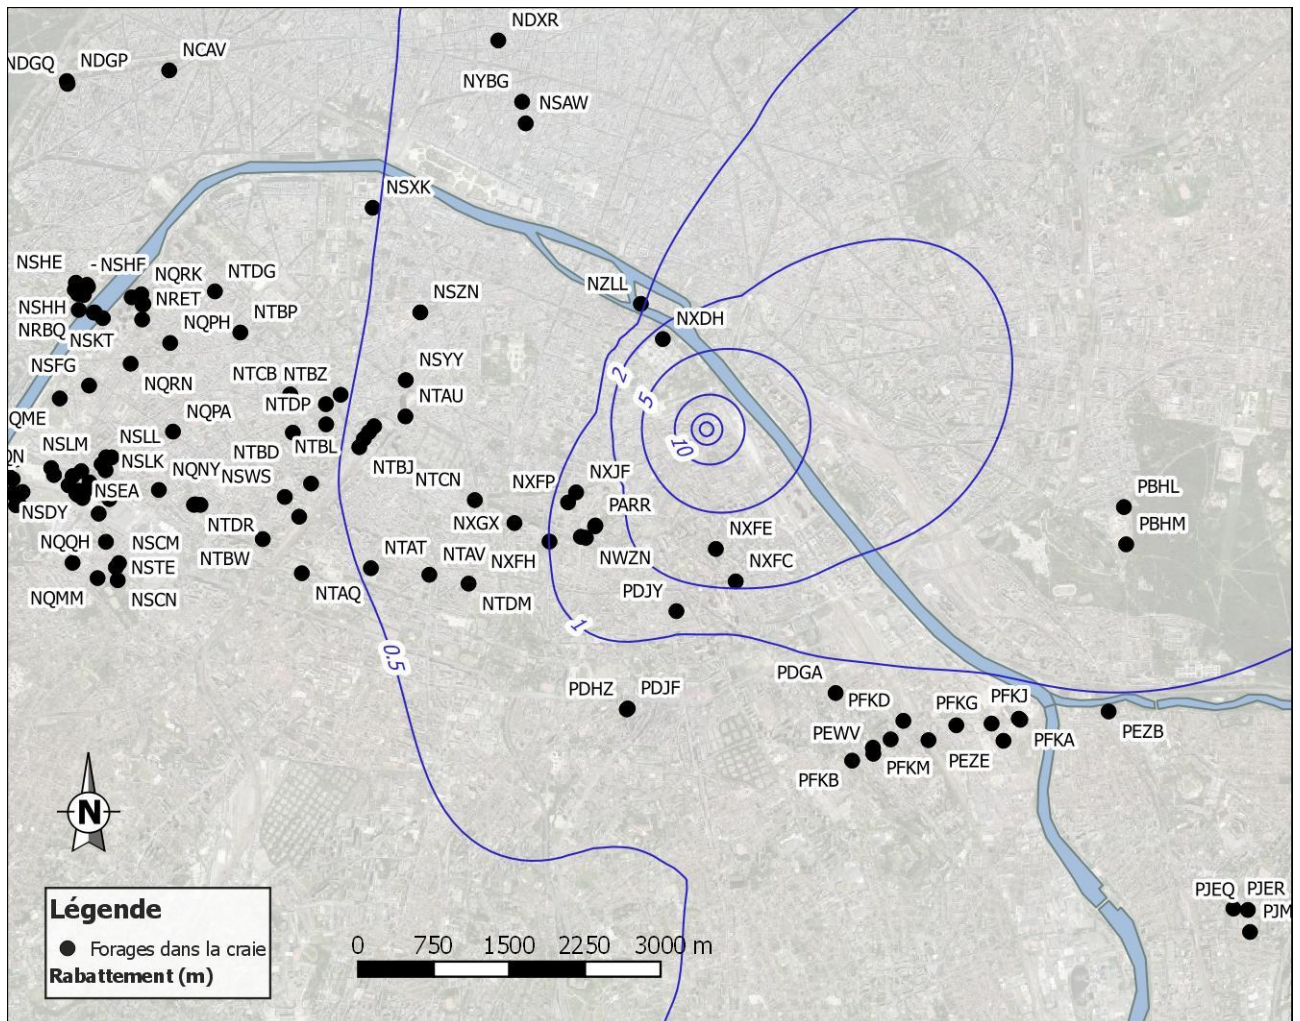 NDXR
NCAV
NDGQ
NDGP
NYBG
NSAW
NSXK
NSHE
- NSHF
NQRK
NTDG
NZLL
NSZN
NSHH
NRET
NTBP
NXDH
NRBQ
NSKT
NQPH
NSFG
NSYY
2
NQRN
NTCB
NTBZ
NTAU
5
QME
NQPA
NTDP
NSLM
NSLL
NTBD
NTBL
10
QN
NSLK
NQNY
NSWS
NTBJ
NTCN
NXFP
NXJF
NSEA
PBHL
NSDY
PARR
NTDR
NXGX
NXFE
PBHM
NQQH
NSCM
NTBW
NTAT
NTAV
NXFH
NWZN
NXFC
NSTE
NQMM
NSCN
NTAQ
NTDM
PDJY
1
0.5
PDHZ
PDJF
PDGA
PFKD
PFKG
PFKJ
PEWV
PFKA
PEZB
PEZE
PFKM
PFKB
N
PJEQ
PJER
PJM
Légende
Forages dans la craie
Rabattement (m)
0 750 1500 2250 3000 m